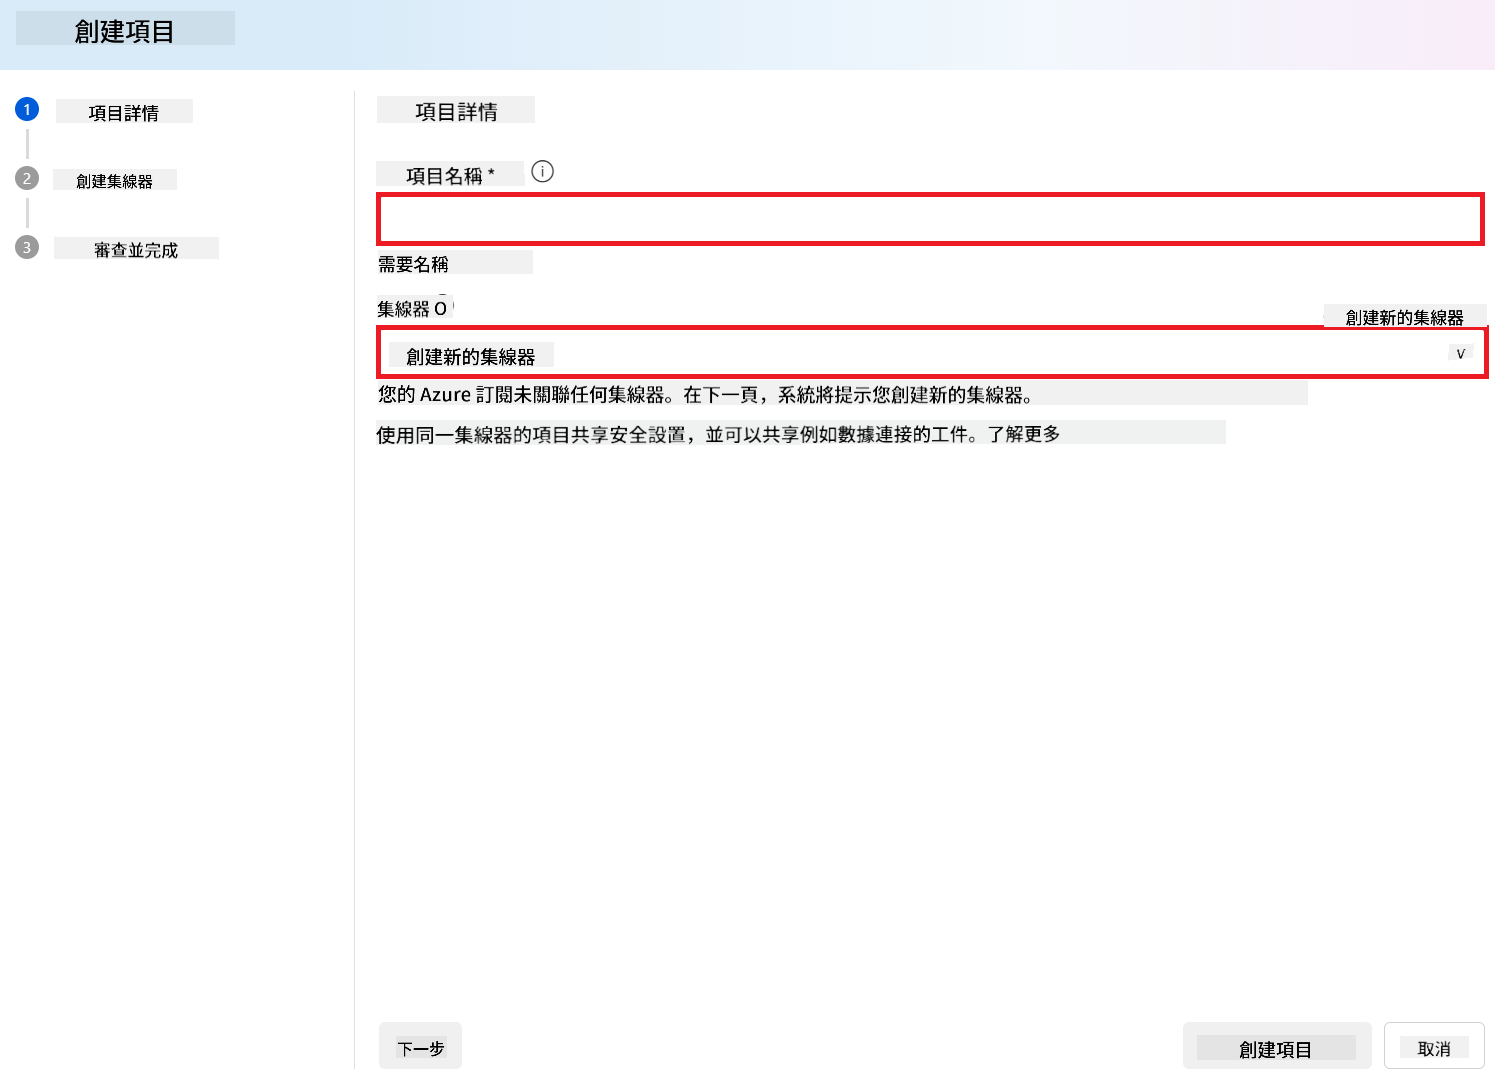 創建項目
1 項目詳情
2 創建集線器
3 審查並完成
項目詳情
項目名稱 *
需要名稱
集線器 O
創建新的集線器
創建新的集線器 v
您的 Azure 訂閱未關聯任何集線器。在下一頁，系統將提示您創建新的集線器。
使用同一集線器的項目共享安全設置，並可以共享例如數據連接的工件。了解更多
下一步
創建項目
取消